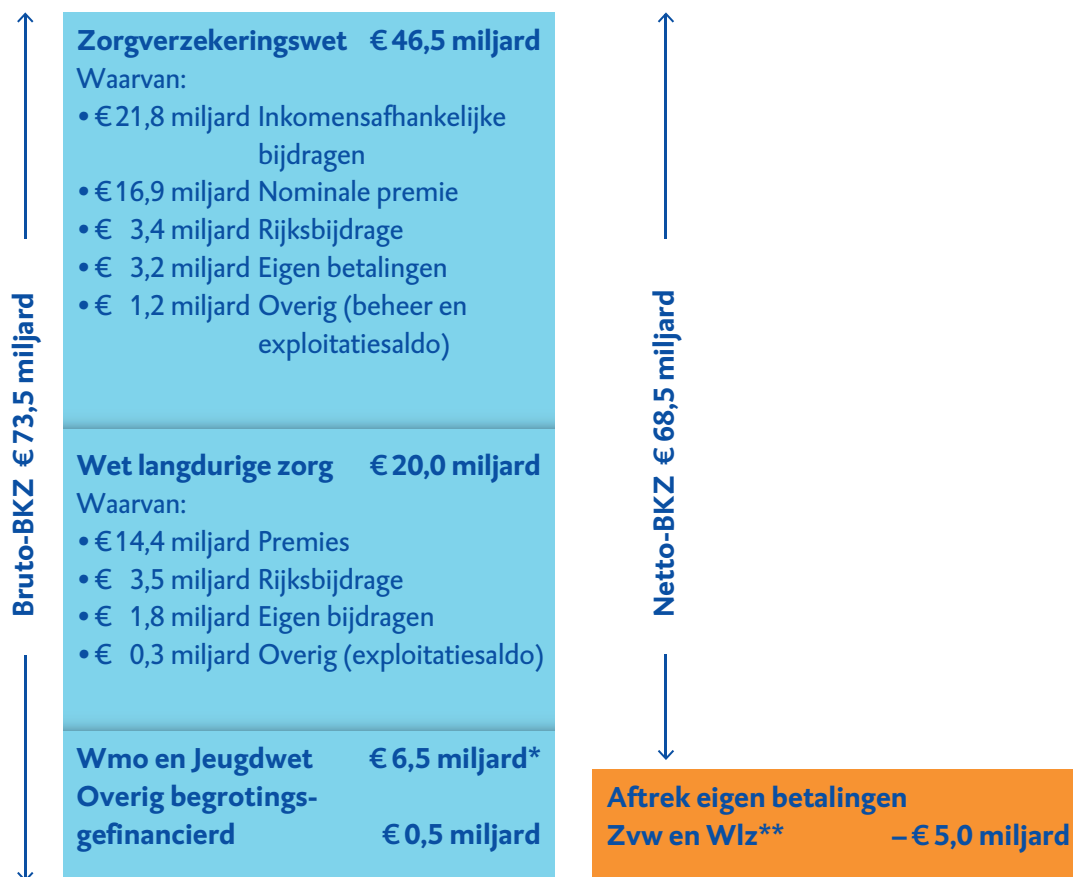 Bruto-BKZ € 73,5 miljard
Zorgverzekeringswet € 46,5 miljard
Waarvan:
• € 21,8 miljard Inkomensafhankelijke
bijdragen
• € 16,9 miljard Nominale premie
• € 3,4 miljard Rijksbijdrage
• € 3,2 miljard Eigen betalingen
• € 1,2 miljard Overig (beheer en
exploitatiesaldo)
Wet langdurige zorg € 20,0 miljard
Waarvan:
• € 14,4 miljard Premies
• € 3,5 miljard Rijksbijdrage
• € 1,8 miljard Eigen bijdragen
• € 0,3 miljard Overig (exploitatiesaldo)
Wmo en Jeugdwet € 6,5 miljard*
Overig begrotings-
gefinancierd € 0,5 miljard
Netto-BKZ € 68,5 miljard
Aftrek eigen betalingen
Zvw en Wlz** – € 5,0 miljard